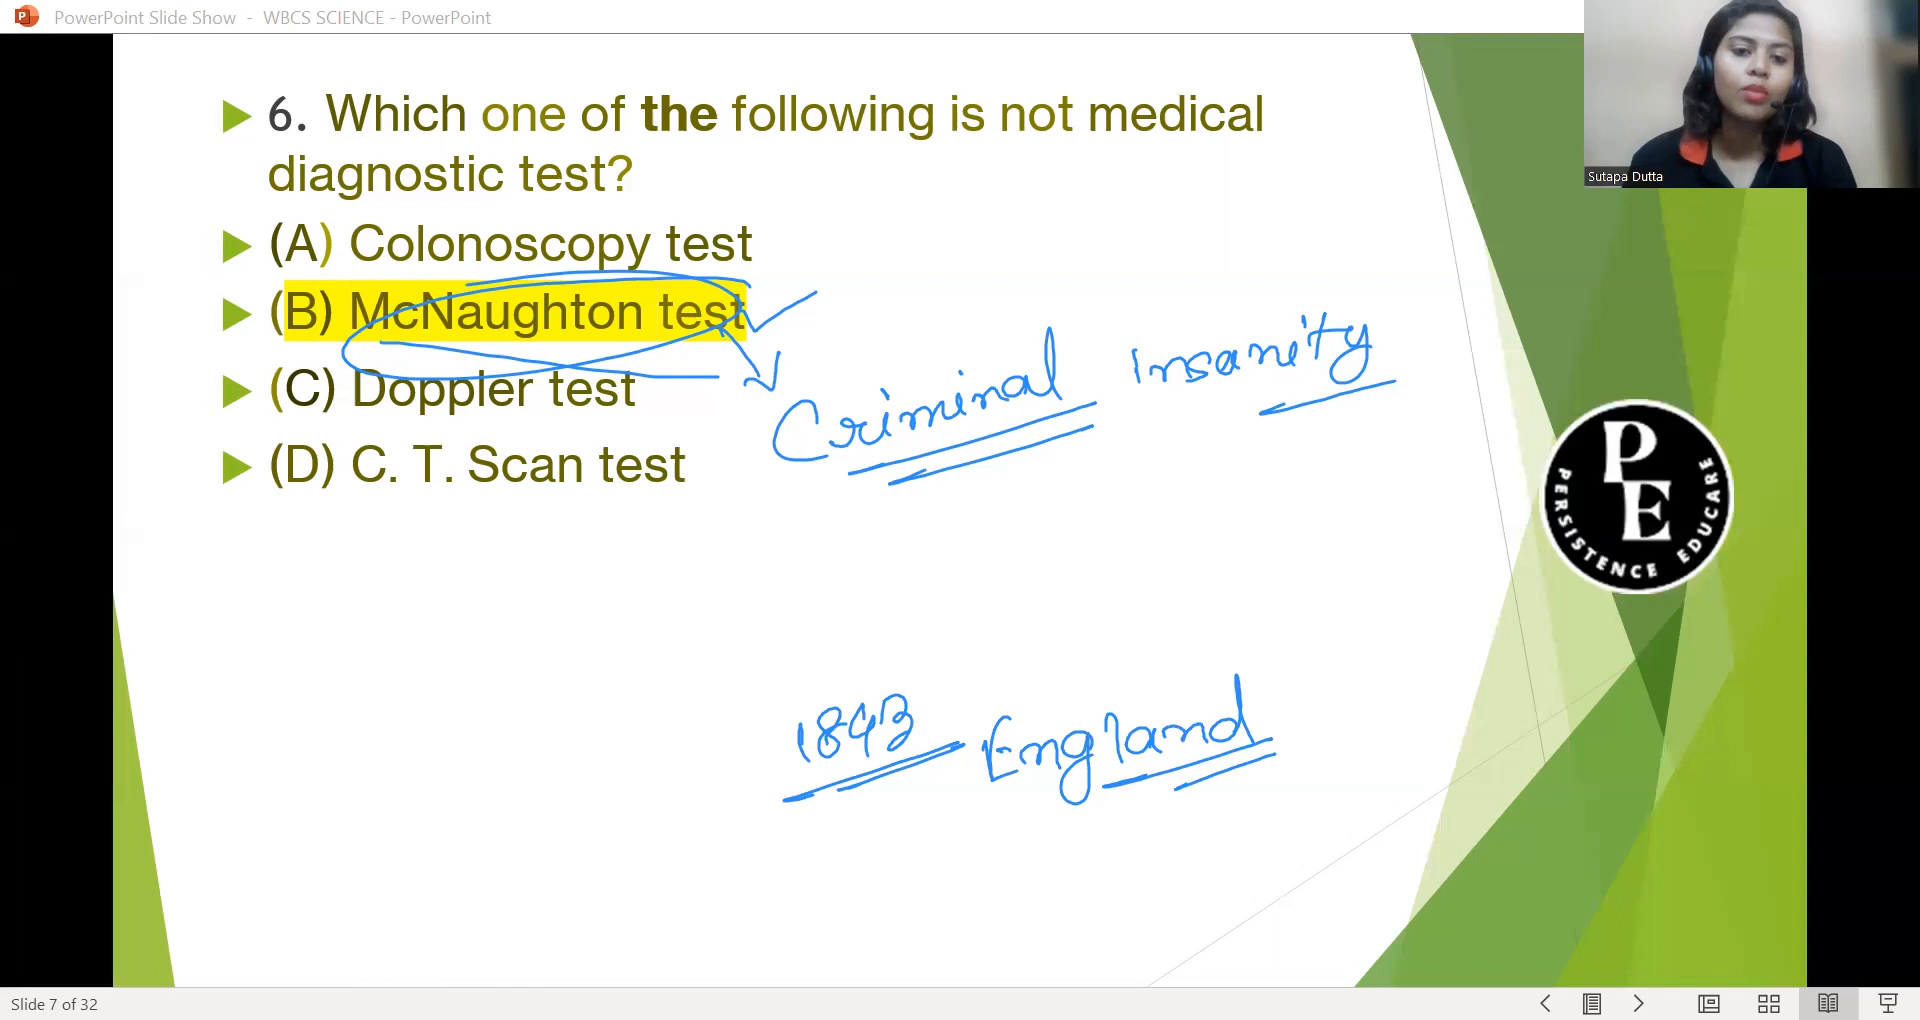 PowerPoint Slide Show - WBCS SCIENCE - PowerPoint
6. Which one of the following is not medical
diagnostic test?
(A) Colonoscopy test
(B) McNaughton test
(C) Doppler test
(D) C. T. Scan test
Criminal Insanity
1843 England
Sutapa Dutta
P
E
PERSISTENCE EDUCARE
Slide 7 of 32